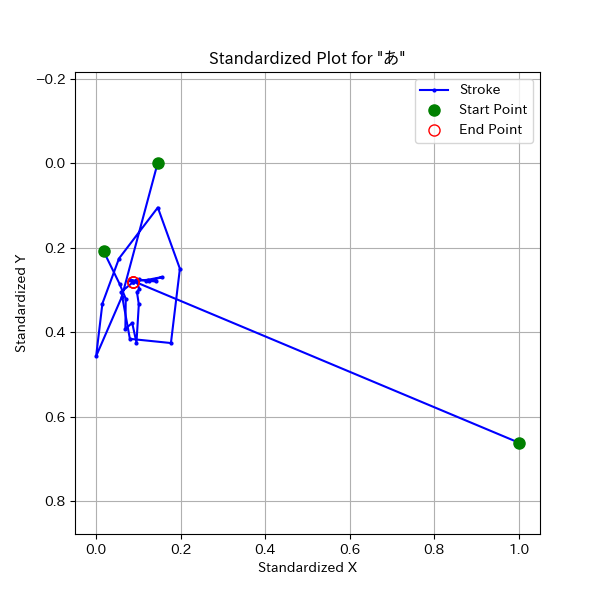 Standardized Plot for "あ"
Stroke
Start Point
End Point
−0.2
0.0
0.2
0.4
0.6
0.8
Standardized Y
0.0 0.2 0.4 0.6 0.8 1.0
Standardized X